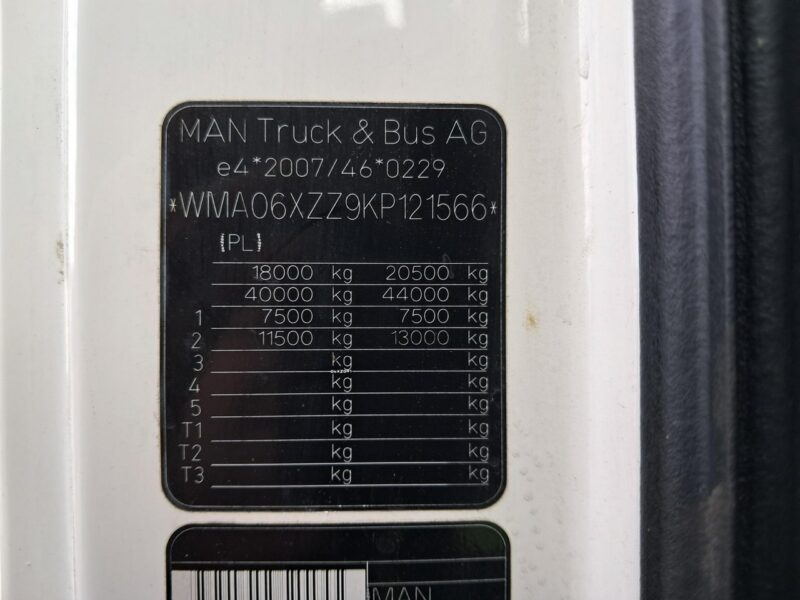 MAN Truck & Bus AG
e4*2007/46*0229
*WMA06XZZ9KP121566*
(PL)
18000 kg 20500 kg
40000 kg 44000 kg
1 7500 kg 7500 kg
2 11500 kg 13000 kg
3 kg kg
4 kg kg
5 kg kg
T1 kg kg
T2 kg kg
T3 kg kg
MAN